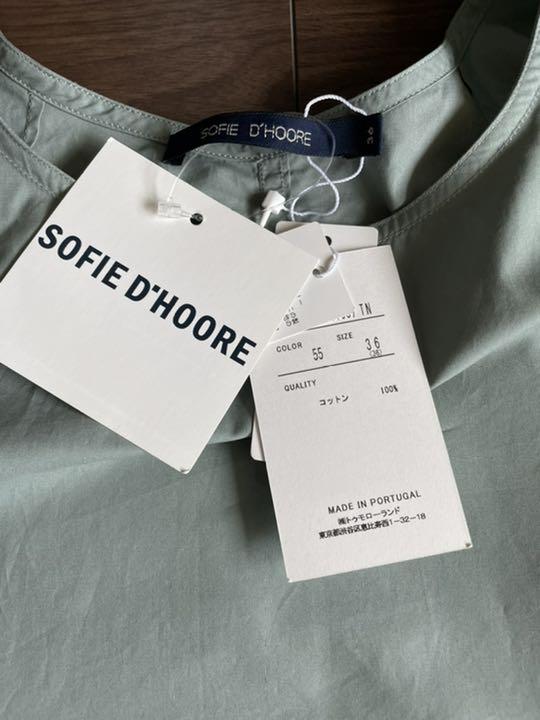 SOFIE D'HOORE
36
SOFIE D'HOORE
TN
COLOR
55
SIZE
36
(38)
QUALITY
コットン 100%
MADE IN PORTUGAL
㈱トゥモローランド
東京都渋谷区恵比寿西1-32-18